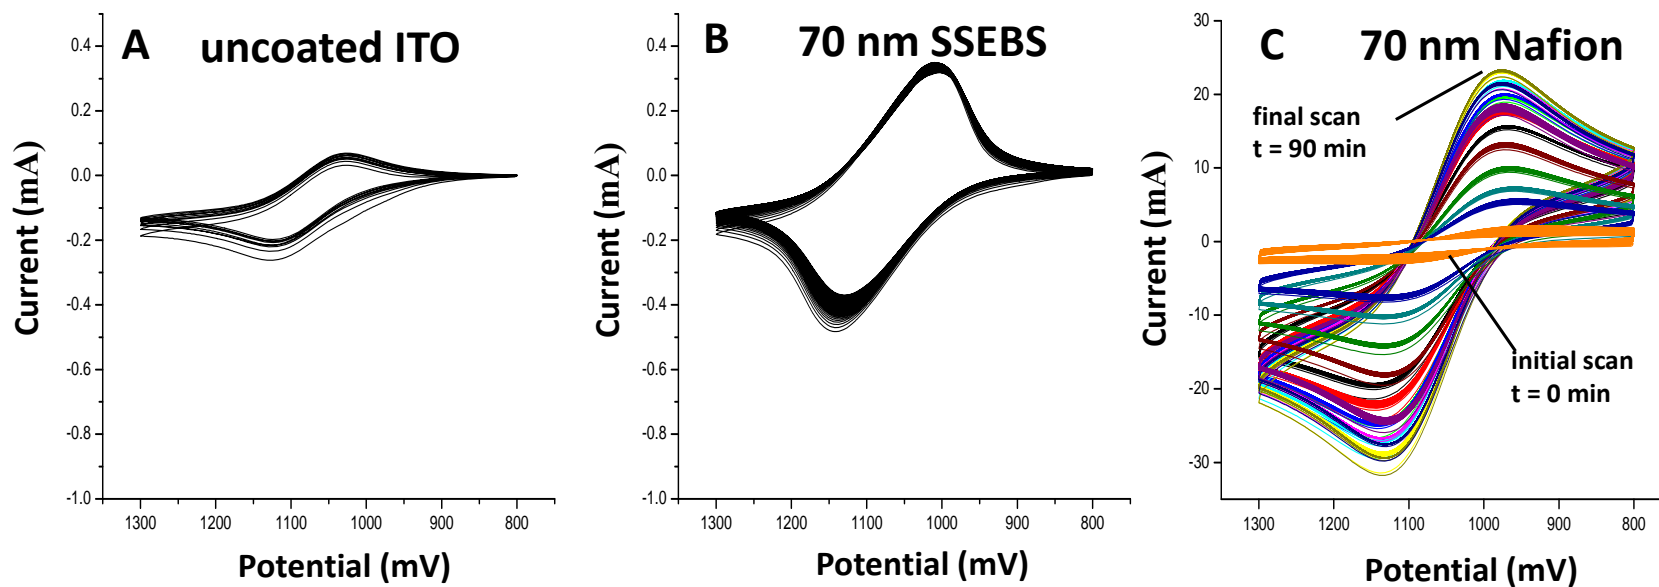 A uncoated ITO
0.4
0.2
0.0
-0.2
-0.4
-0.6
-0.8
-1.0
Current (mA)
1300 1200 1100 1000 900 800
Potential (mV)
B 70 nm SSEBS
0.4
0.2
0.0
-0.2
-0.4
-0.6
-0.8
-1.0
Current (mA)
1300 1200 1100 1000 900 800
Potential (mV)
C 70 nm Nafion
30
20
10
0
-10
-20
-30
Current (mA)
final scan
t = 90 min
initial scan
t = 0 min
1300 1200 1100 1000 900 800
Potential (mV)